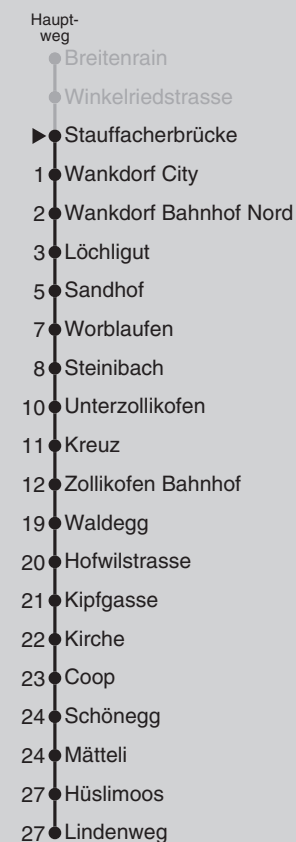 Haupt-
weg
Breitenrain
Winkelriedstrasse
Stauffacherbrücke
1 Wankdorf City
2 Wankdorf Bahnhof Nord
3 Löchligut
5 Sandhof
7 Worblaufen
8 Steinibach
10 Unterzollikofen
11 Kreuz
12 Zollikofen Bahnhof
19 Waldegg
20 Hofwilstrasse
21 Kipfgasse
22 Kirche
23 Coop
24 Schönegg
24 Mätteli
27 Hüslimoos
27 Lindenweg